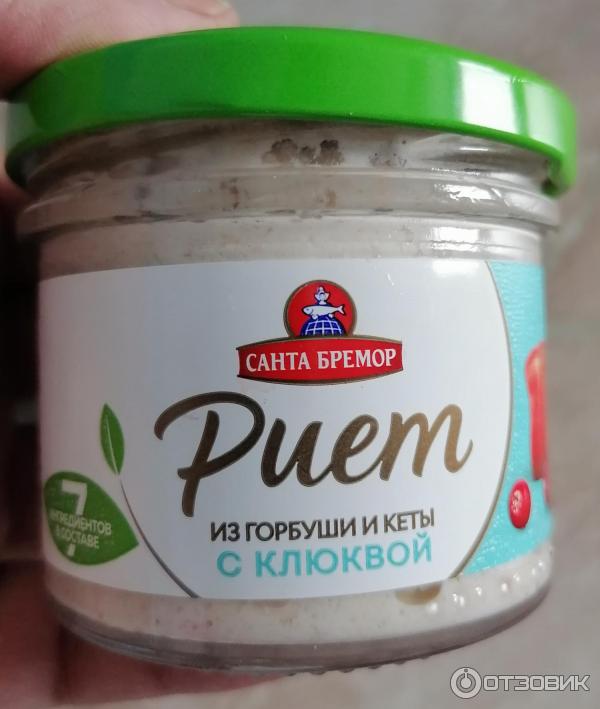 САНТА БРЕМОР
Риет
ИЗ ГОРБУШИ И КЕТЫ
С КЛЮКВОЙ
7
ИНГРЕДИЕНТОВ
В СОСТАВЕ
ОТЗОВИК